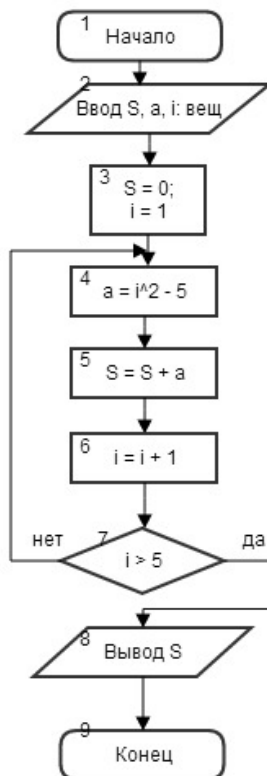 1
Начало
2
Ввод S, a, i: вещ
3
S = 0;
i = 1
4
a = i^2 - 5
5
S = S + a
6
i = i + 1
нет
7
да
i > 5
8
Вывод S
9
Конец